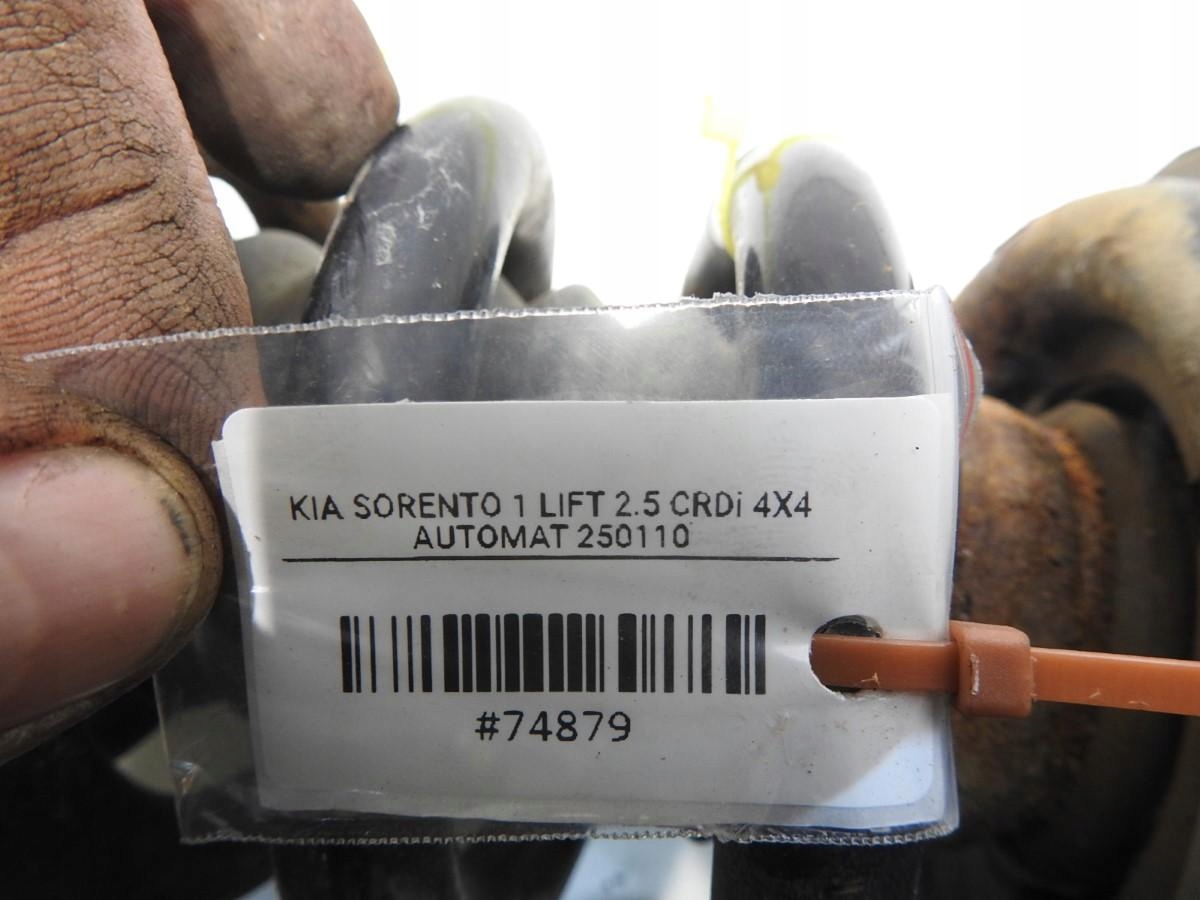 KIA SORENTO 1 LIFT 2.5 CRDi 4X4
AUTOMAT 250110
#74879